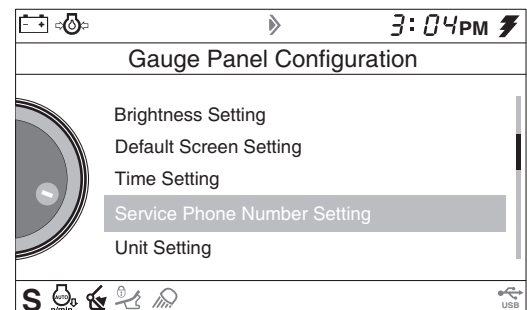 3:04PM
Gauge Panel Configuration
Brightness Setting
Default Screen Setting
Time Setting
Service Phone Number Setting
Unit Setting
S AUTO n/min USB